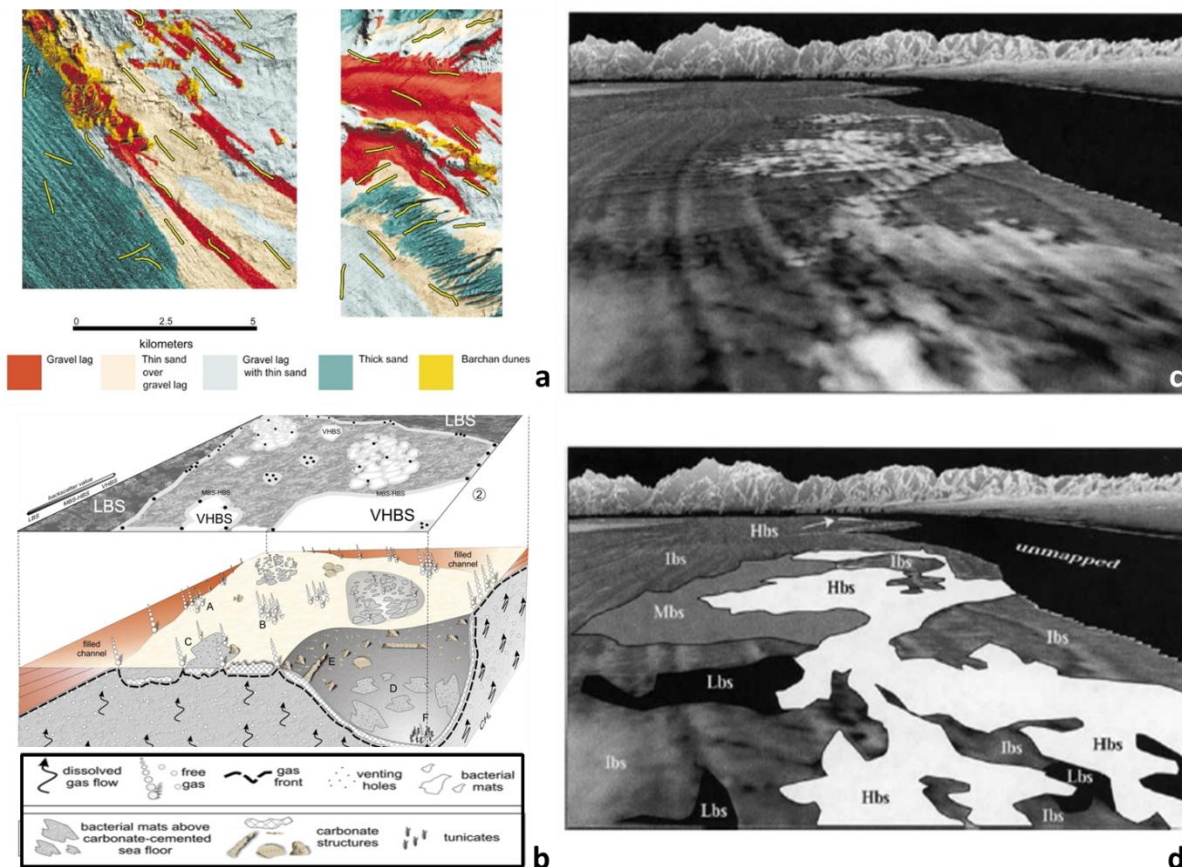 0 2.5 5
kilometers
Gravel lag
Thin sand
over
gravel lag
Gravel lag
with thin sand
Thick sand
Barchan dunes
a
LBS
VHBS
backscatter value
LBS MBS-HBS VHBS
LBS
MBS-HBS
MBS-HBS
VHBS
VHBS
2
filled
channel
A
B
C
filled
channel
E
D
F
CH₄
dissolved
gas flow
free
gas
gas
front
venting
holes
bacterial
mats
bacterial mats above
carbonate-cemented
sea floor
carbonate
structures
tunicates
b
c
Hbs
unmapped
Ibs
Ibs
Hbs
Mbs
Ibs
Lbs
Ibs
Ibs
Hbs
Lbs
Hbs
Lbs
Ibs
d